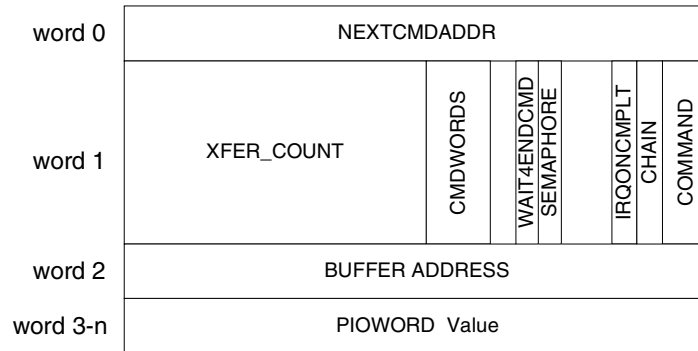 word 0
NEXTCMDADDR
word 1
XFER_COUNT
CMDWORDS
WAIT4ENDCMD
SEMAPHORE
IRQONCMPLT
CHAIN
COMMAND
word 2
BUFFER ADDRESS
word 3-n
PIOWORD Value